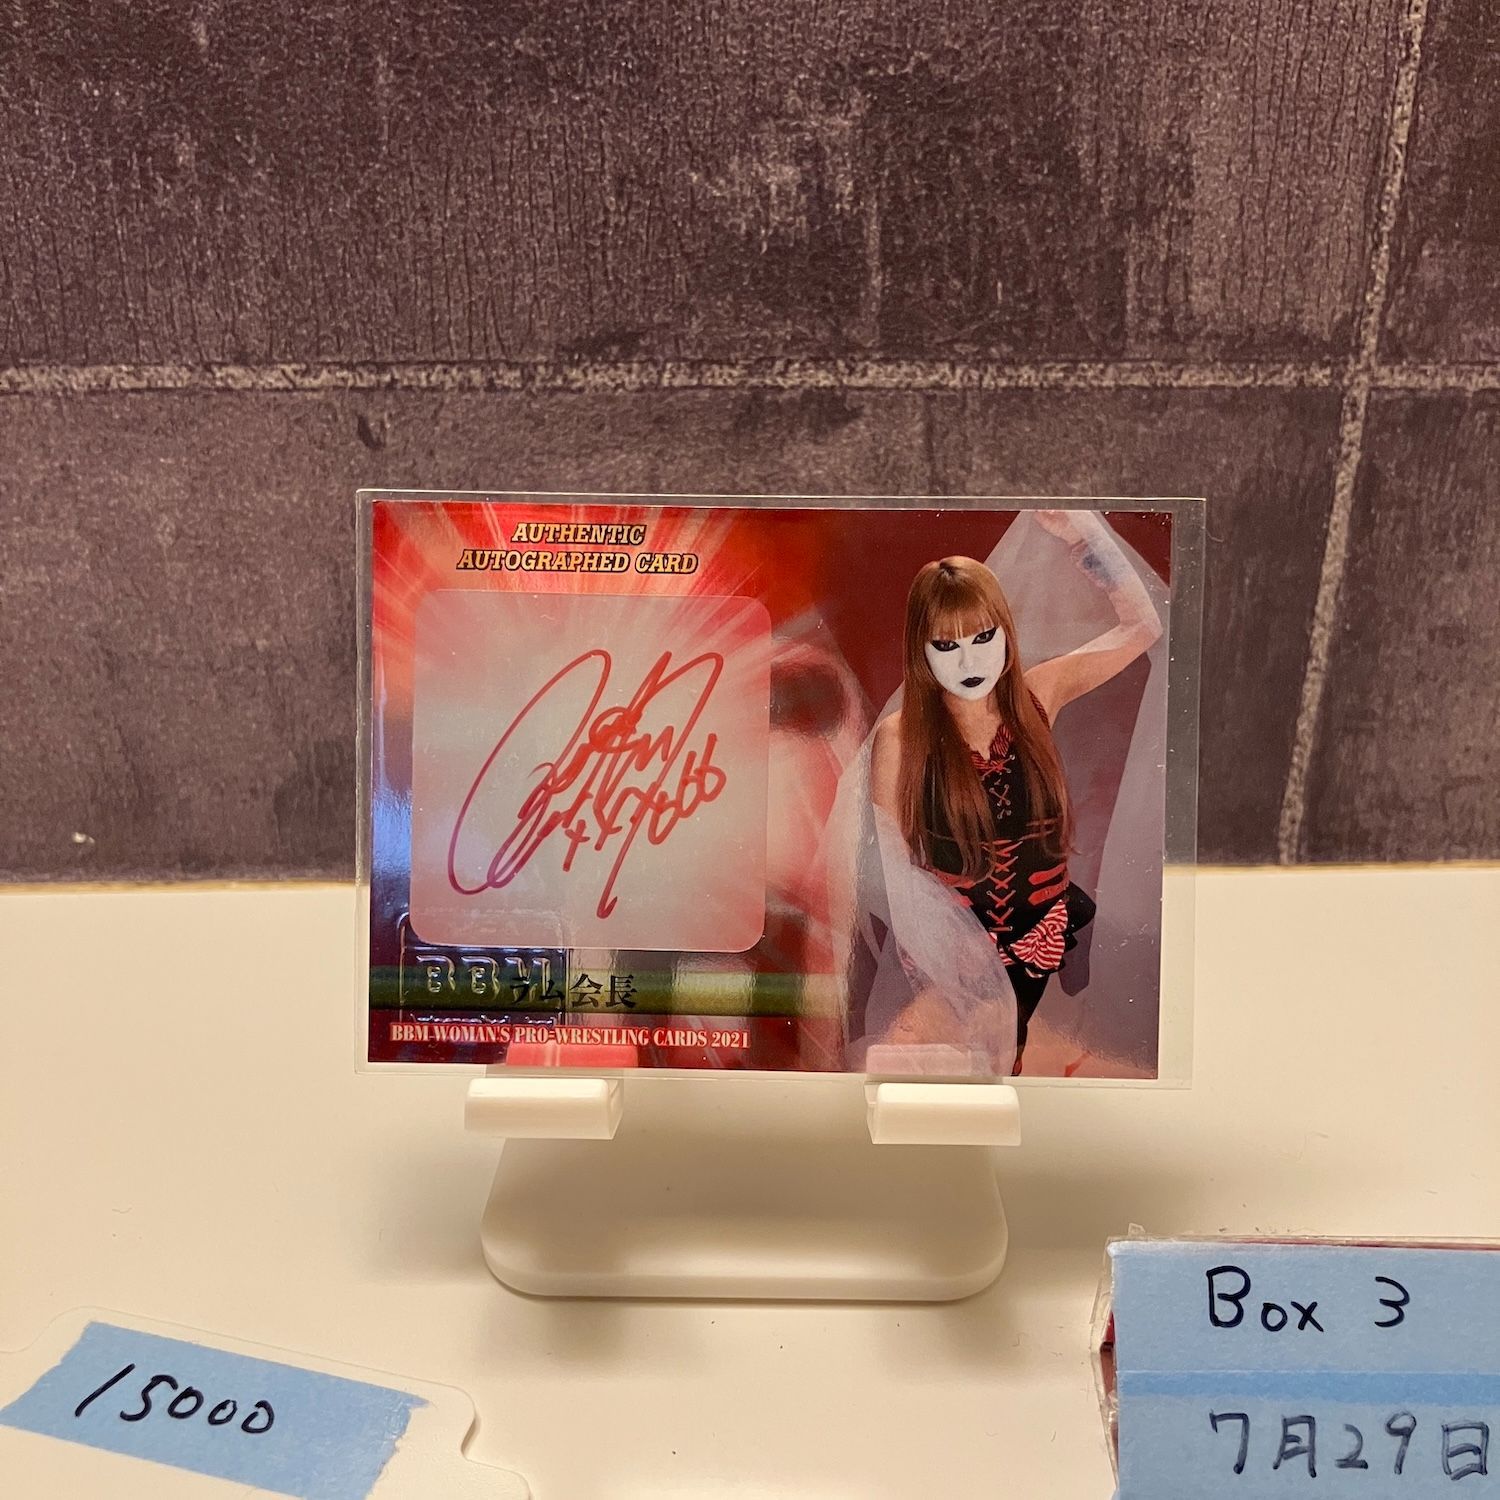 AUTHENTIC
AUTOGRAPHED CARD
BBM
ラム会長
BBM-WOMAN'S PRO-WRESTLING CARDS 2021
Box 3
15000
7月29日